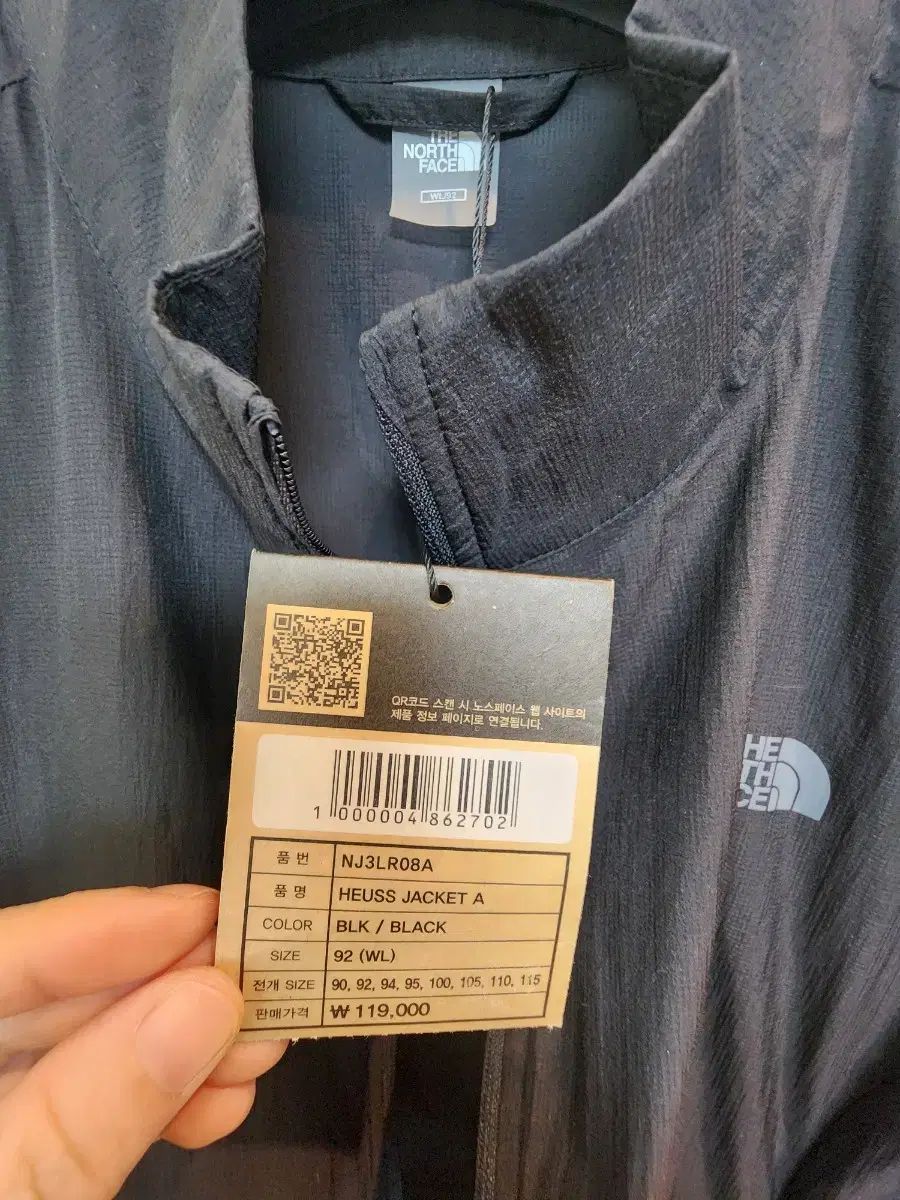 THE
NORTH
FACE
WL/92
QR코드 스캔 시 노스페이스 웹 사이트의
제품 정보 페이지로 연결됩니다.
1 000004 862702
품 번 NJ3LR08A
품 명 HEUSS JACKET A
COLOR BLK / BLACK
SIZE 92 (WL)
전개 SIZE 90, 92, 94, 95, 100, 105, 110, 115
판매가격 ₩ 119,000
HE
TH
CE